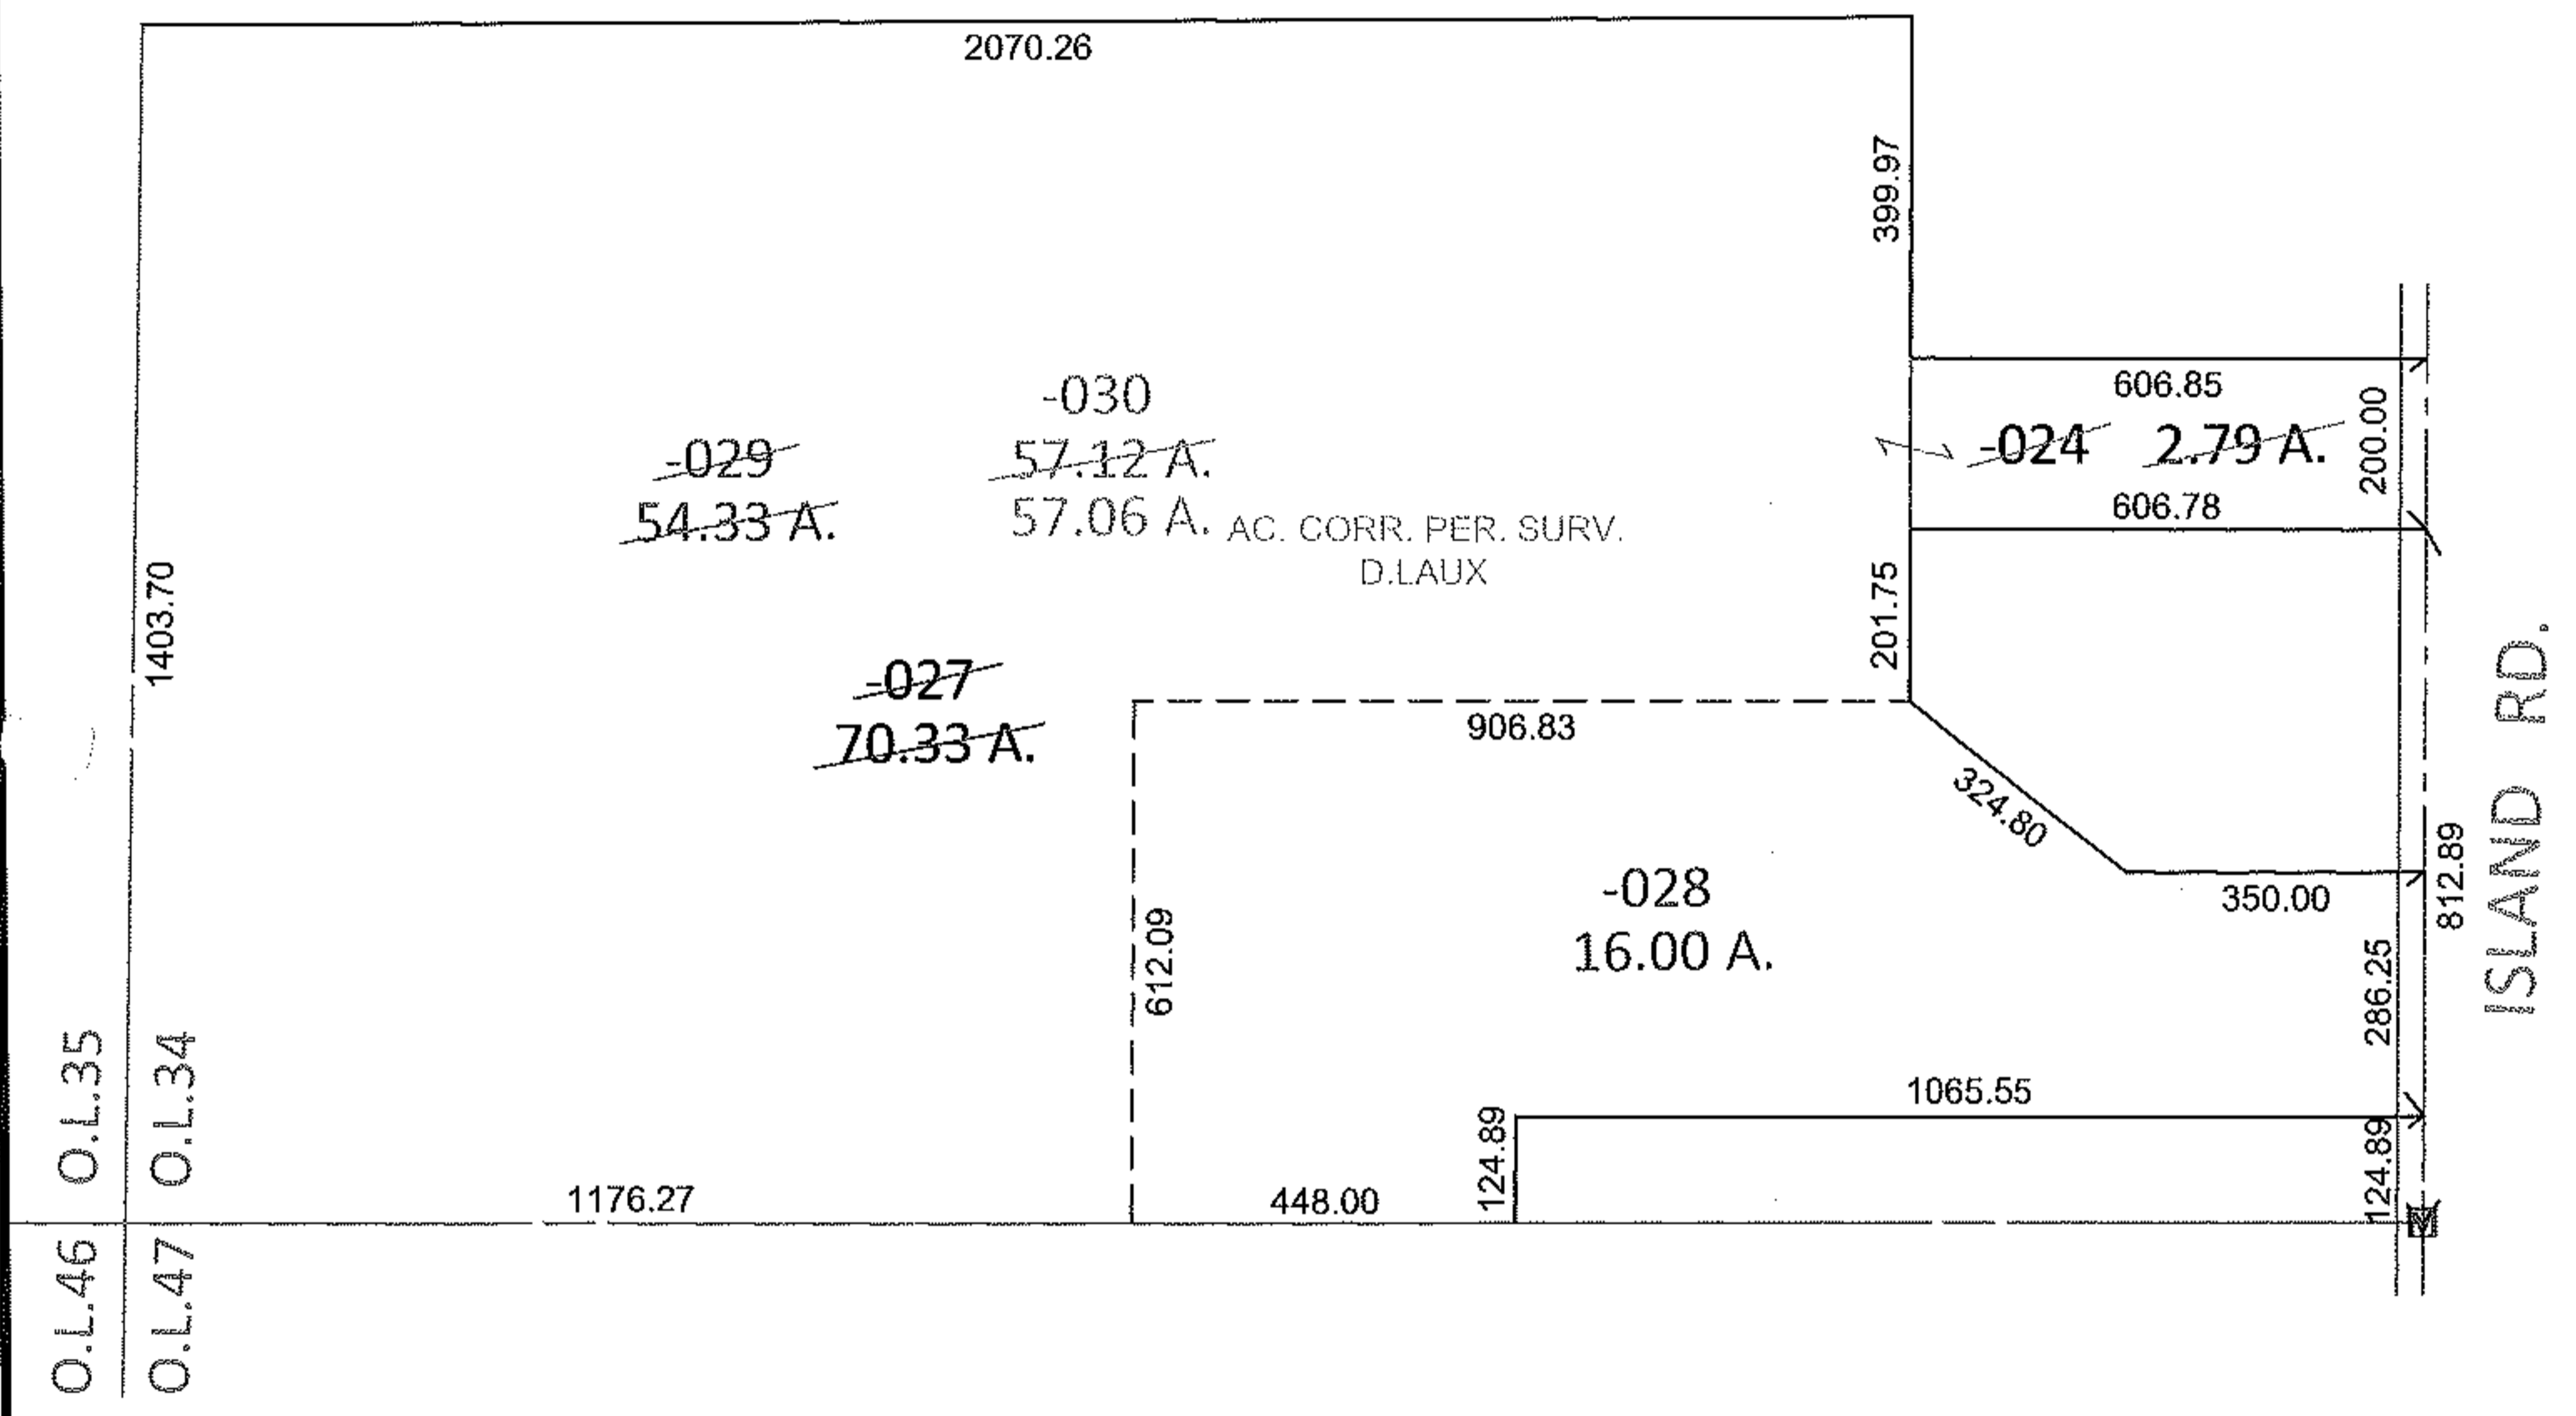 2070.26
399.97
606.85
-030
-029
57.12 A.
-024 2.79 A.
200.00
54.33 A.
57.06 A. AC. CORR. PER. SURV.
D.LAUX
606.78
1403.70
201.75
-027
70.33 A.
906.83
324.80
ISLAND RD.
812.89
350.00
-028
16.00 A.
612.09
286.25
1065.55
O.L.35
O.L.34
124.89
124.89
1176.27
448.00
O.L.46
O.L.47